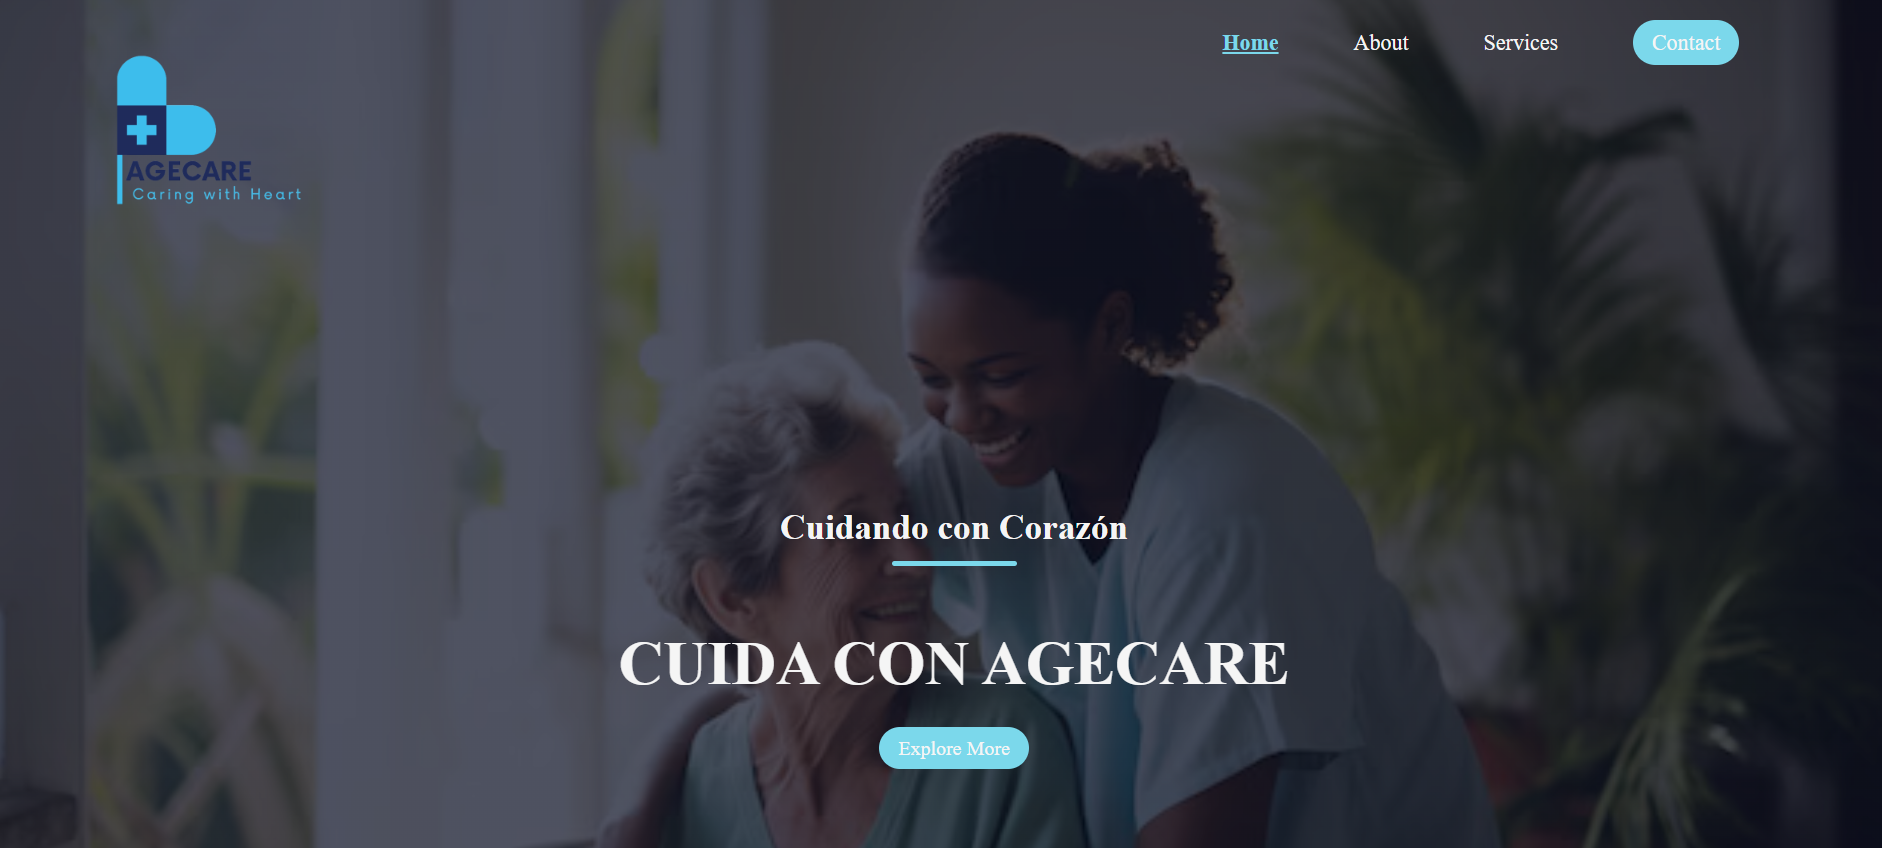 Home
About
Services
Contact
AGECARE
Caring with Heart
Cuidando con Corazón
CUIDA CON AGECARE
Explore More